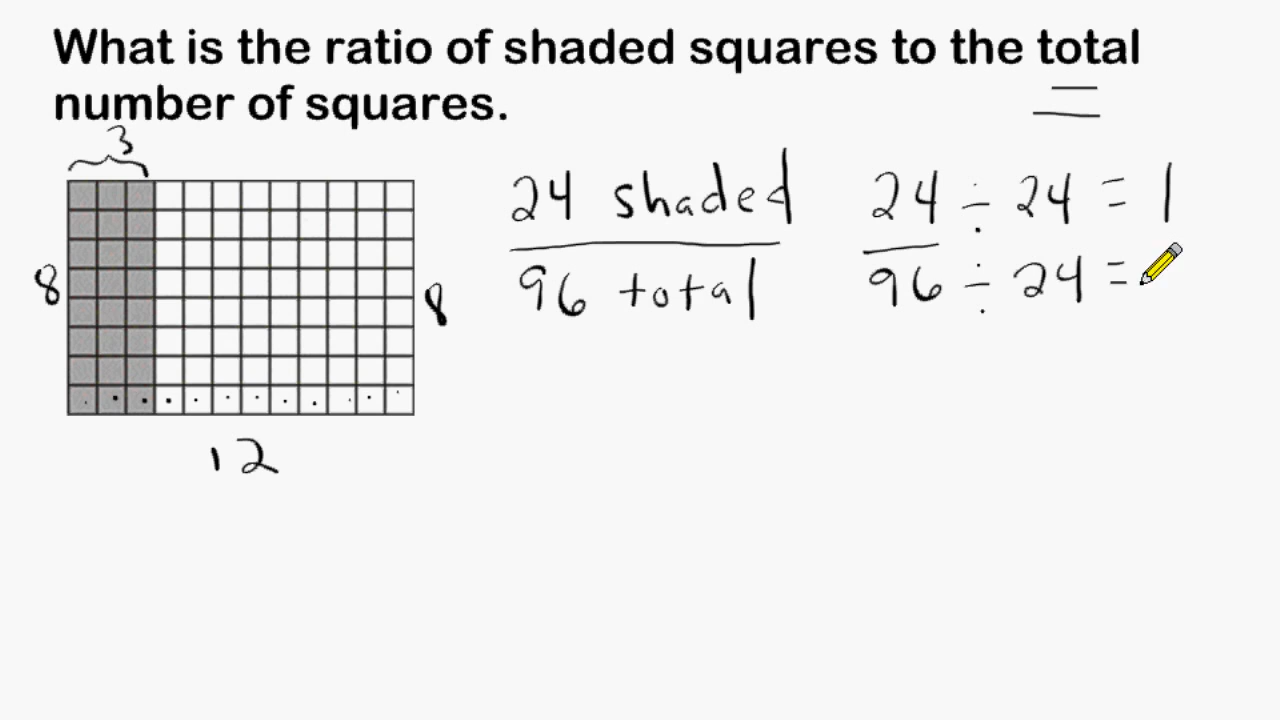 What is the ratio of shaded squares to the total
number of squares.
3
8
8
12
24 shaded
96 total
24 ÷ 24 = 1
96 ÷ 24 =